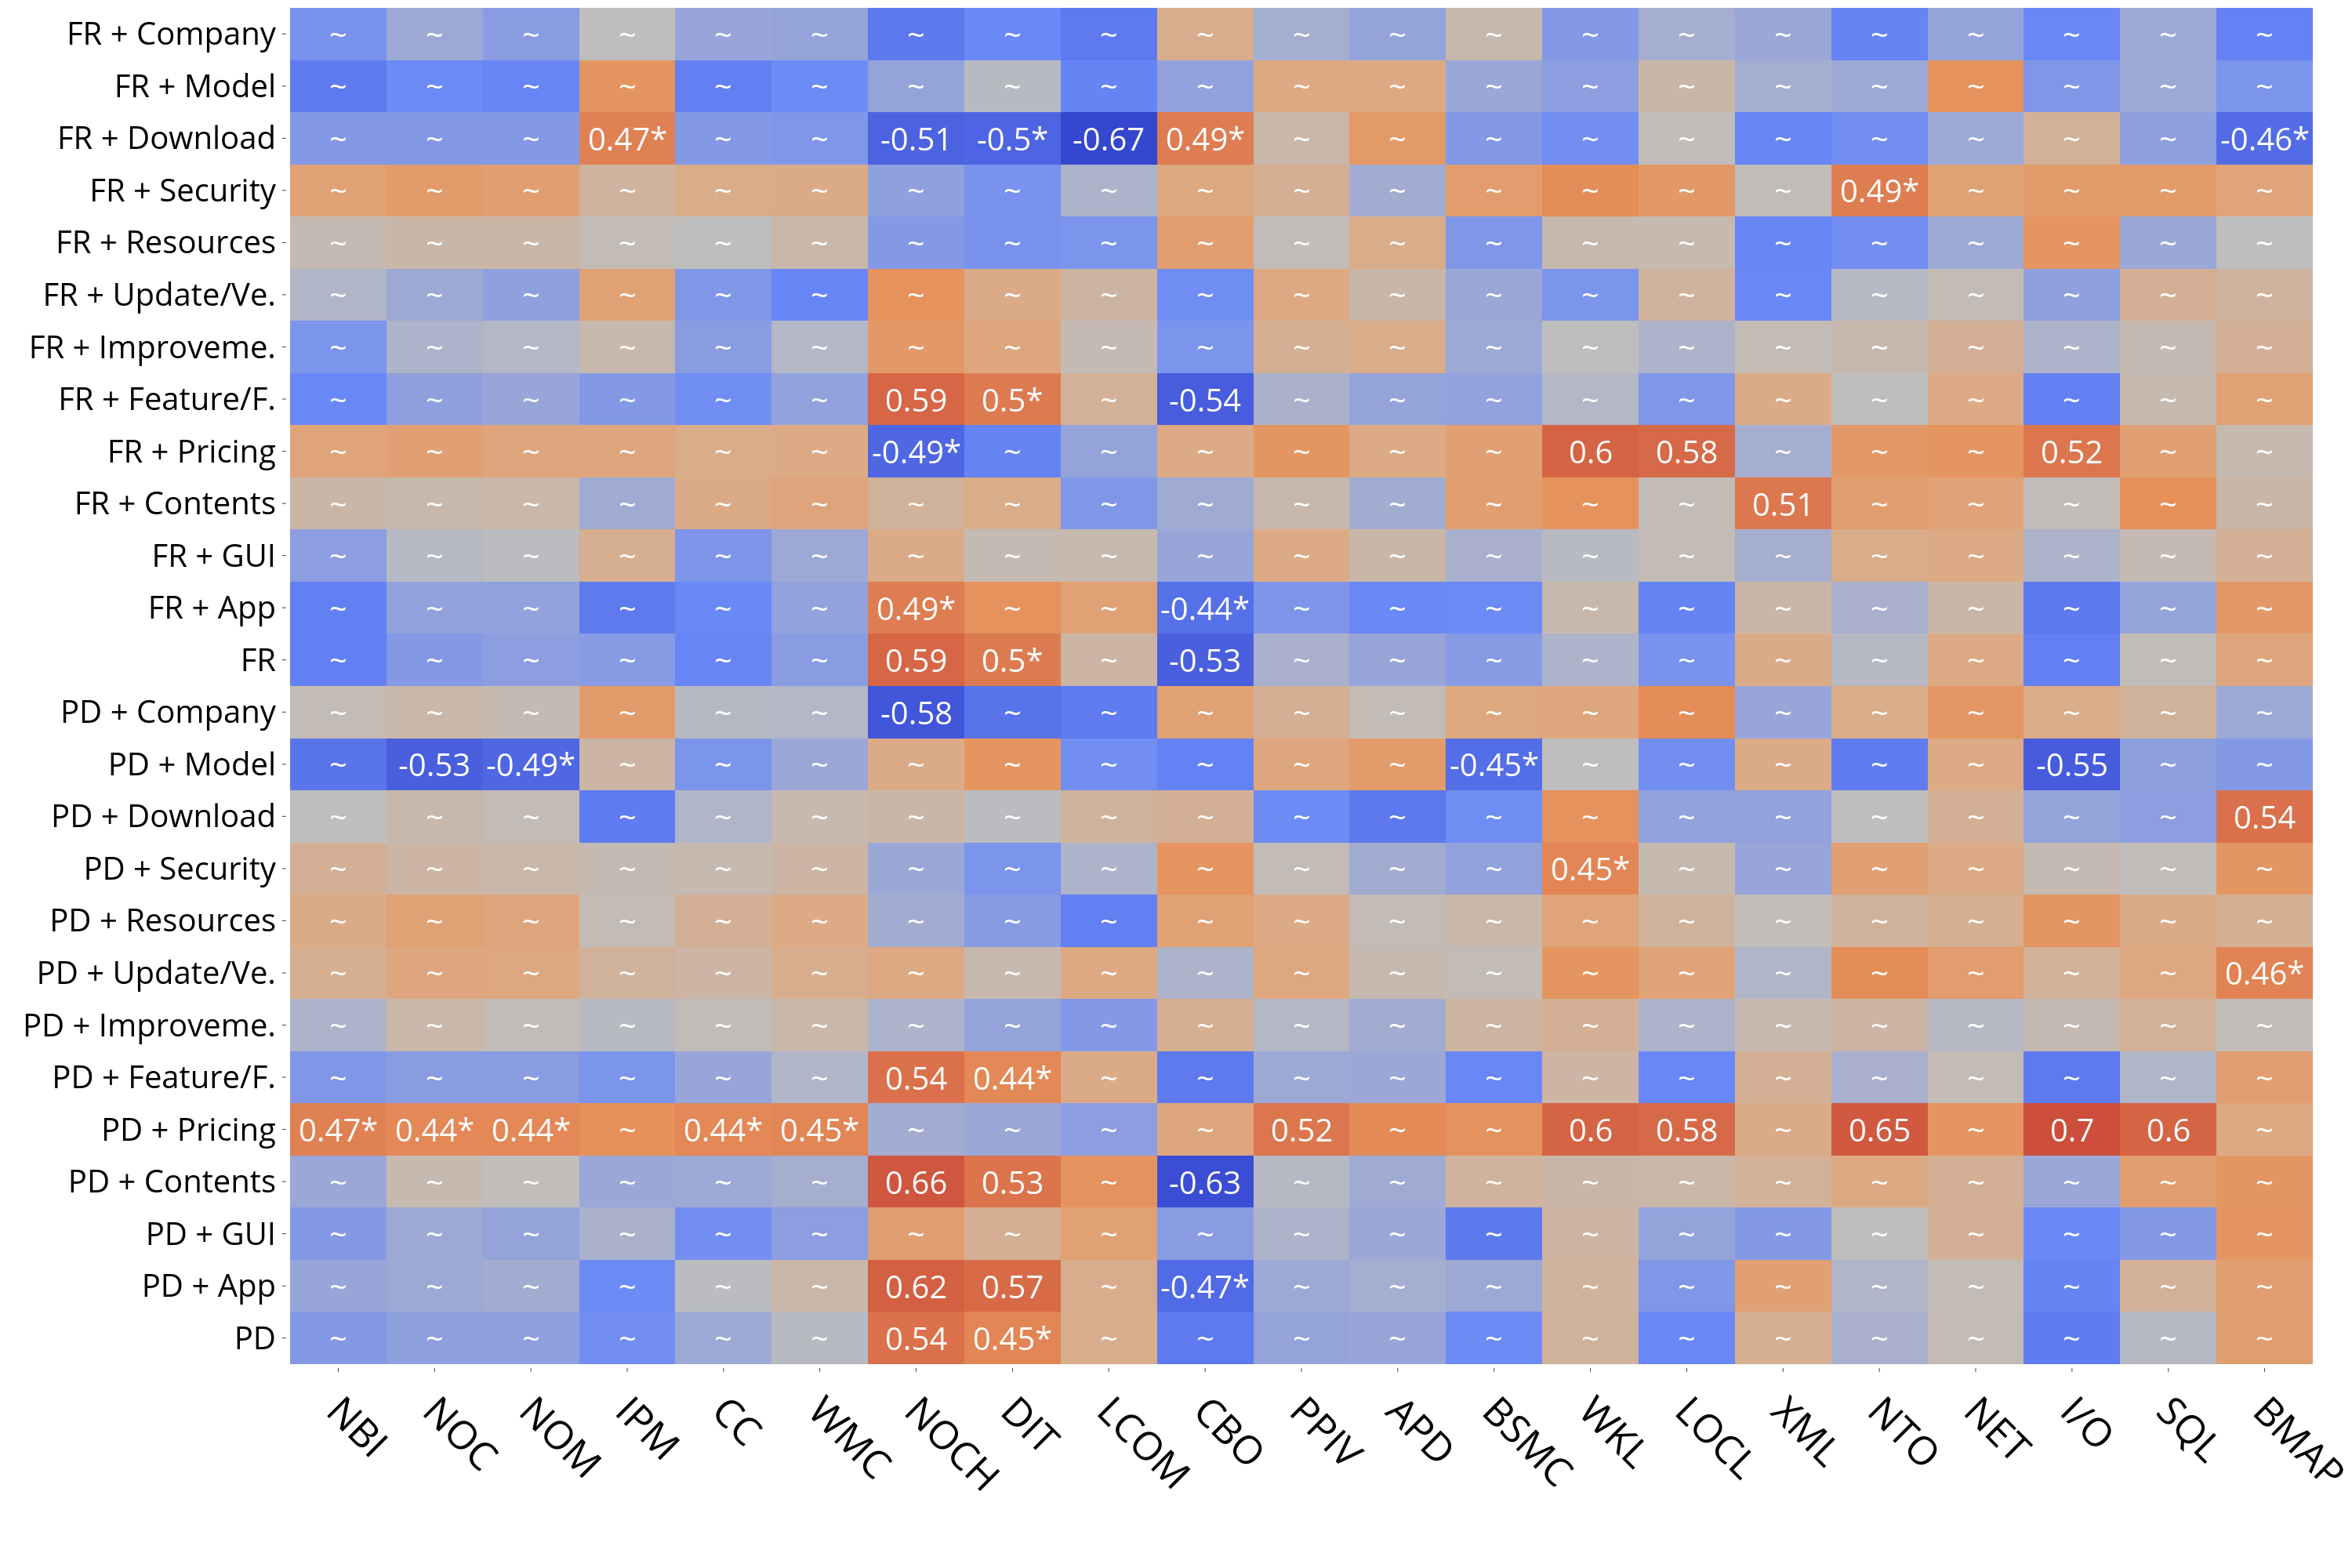 FR + Company ~ ~ ~ ~ ~ ~ ~ ~ ~ ~ ~ ~ ~ ~ ~ ~ ~ ~ ~ ~ ~
FR + Model ~ ~ ~ ~ ~ ~ ~ ~ ~ ~ ~ ~ ~ ~ ~ ~ ~ ~ ~ ~ ~
FR + Download ~ ~ ~ 0.47* ~ ~ -0.51 -0.5* -0.67 0.49* ~ ~ ~ ~ ~ ~ ~ ~ ~ ~ -0.46*
FR + Security ~ ~ ~ ~ ~ ~ ~ ~ ~ ~ ~ ~ ~ ~ ~ ~ 0.49* ~ ~ ~ ~
FR + Resources ~ ~ ~ ~ ~ ~ ~ ~ ~ ~ ~ ~ ~ ~ ~ ~ ~ ~ ~ ~ ~
FR + Update/Ve. ~ ~ ~ ~ ~ ~ ~ ~ ~ ~ ~ ~ ~ ~ ~ ~ ~ ~ ~ ~ ~
FR + Improveme. ~ ~ ~ ~ ~ ~ ~ ~ ~ ~ ~ ~ ~ ~ ~ ~ ~ ~ ~ ~ ~
FR + Feature/F. ~ ~ ~ ~ ~ ~ 0.59 0.5* ~ -0.54 ~ ~ ~ ~ ~ ~ ~ ~ ~ ~ ~
FR + Pricing ~ ~ ~ ~ ~ ~ -0.49* ~ ~ ~ ~ ~ ~ 0.6 0.58 ~ ~ ~ 0.52 ~ ~
FR + Contents ~ ~ ~ ~ ~ ~ ~ ~ ~ ~ ~ ~ ~ ~ ~ 0.51 ~ ~ ~ ~ ~
FR + GUI ~ ~ ~ ~ ~ ~ ~ ~ ~ ~ ~ ~ ~ ~ ~ ~ ~ ~ ~ ~ ~
FR + App ~ ~ ~ ~ ~ ~ 0.49* ~ ~ -0.44* ~ ~ ~ ~ ~ ~ ~ ~ ~ ~ ~
FR ~ ~ ~ ~ ~ ~ 0.59 0.5* ~ -0.53 ~ ~ ~ ~ ~ ~ ~ ~ ~ ~ ~
PD + Company ~ ~ ~ ~ ~ ~ -0.58 ~ ~ ~ ~ ~ ~ ~ ~ ~ ~ ~ ~ ~ ~
PD + Model ~ -0.53 -0.49* ~ ~ ~ ~ ~ ~ ~ ~ ~ -0.45* ~ ~ ~ ~ ~ -0.55 ~ ~
PD + Download ~ ~ ~ ~ ~ ~ ~ ~ ~ ~ ~ ~ ~ ~ ~ ~ ~ ~ ~ ~ 0.54
PD + Security ~ ~ ~ ~ ~ ~ ~ ~ ~ ~ ~ ~ ~ 0.45* ~ ~ ~ ~ ~ ~ ~
PD + Resources ~ ~ ~ ~ ~ ~ ~ ~ ~ ~ ~ ~ ~ ~ ~ ~ ~ ~ ~ ~ ~
PD + Update/Ve. ~ ~ ~ ~ ~ ~ ~ ~ ~ ~ ~ ~ ~ ~ ~ ~ ~ ~ ~ ~ 0.46*
PD + Improveme. ~ ~ ~ ~ ~ ~ ~ ~ ~ ~ ~ ~ ~ ~ ~ ~ ~ ~ ~ ~ ~
PD + Feature/F. ~ ~ ~ ~ ~ ~ 0.54 0.44* ~ ~ ~ ~ ~ ~ ~ ~ ~ ~ ~ ~ ~
PD + Pricing 0.47* 0.44* 0.44* ~ 0.44* 0.45* ~ ~ ~ ~ 0.52 ~ ~ 0.6 0.58 ~ 0.65 ~ 0.7 0.6 ~
PD + Contents ~ ~ ~ ~ ~ ~ 0.66 0.53 ~ -0.63 ~ ~ ~ ~ ~ ~ ~ ~ ~ ~ ~
PD + GUI ~ ~ ~ ~ ~ ~ ~ ~ ~ ~ ~ ~ ~ ~ ~ ~ ~ ~ ~ ~ ~
PD + App ~ ~ ~ ~ ~ ~ 0.62 0.57 ~ -0.47* ~ ~ ~ ~ ~ ~ ~ ~ ~ ~ ~
PD ~ ~ ~ ~ ~ ~ 0.54 0.45* ~ ~ ~ ~ ~ ~ ~ ~ ~ ~ ~ ~ ~
NBI NOC NOM IPM CC WMC NOCH DIT LCOM CBO PPIV APD BSMC WKL LOCL XML NTO NET I/O SQL BMAP